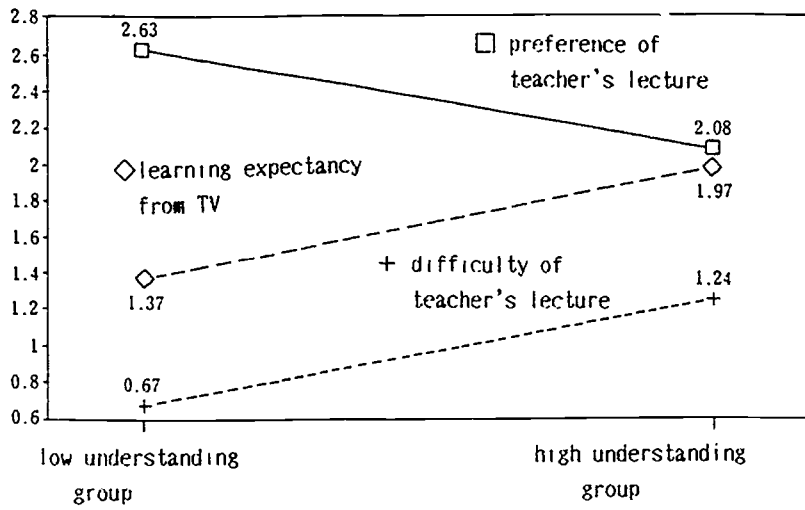 2.8
2.6
2.4
2.2
2
1.8
1.6
1.4
1.2
1
0.8
0.6
2.63
preference of
teacher's lecture
2.08
learning expectancy
from TV
1.97
1.37
difficulty of
teacher's lecture
1.24
0.67
low understanding
group
high understanding
group